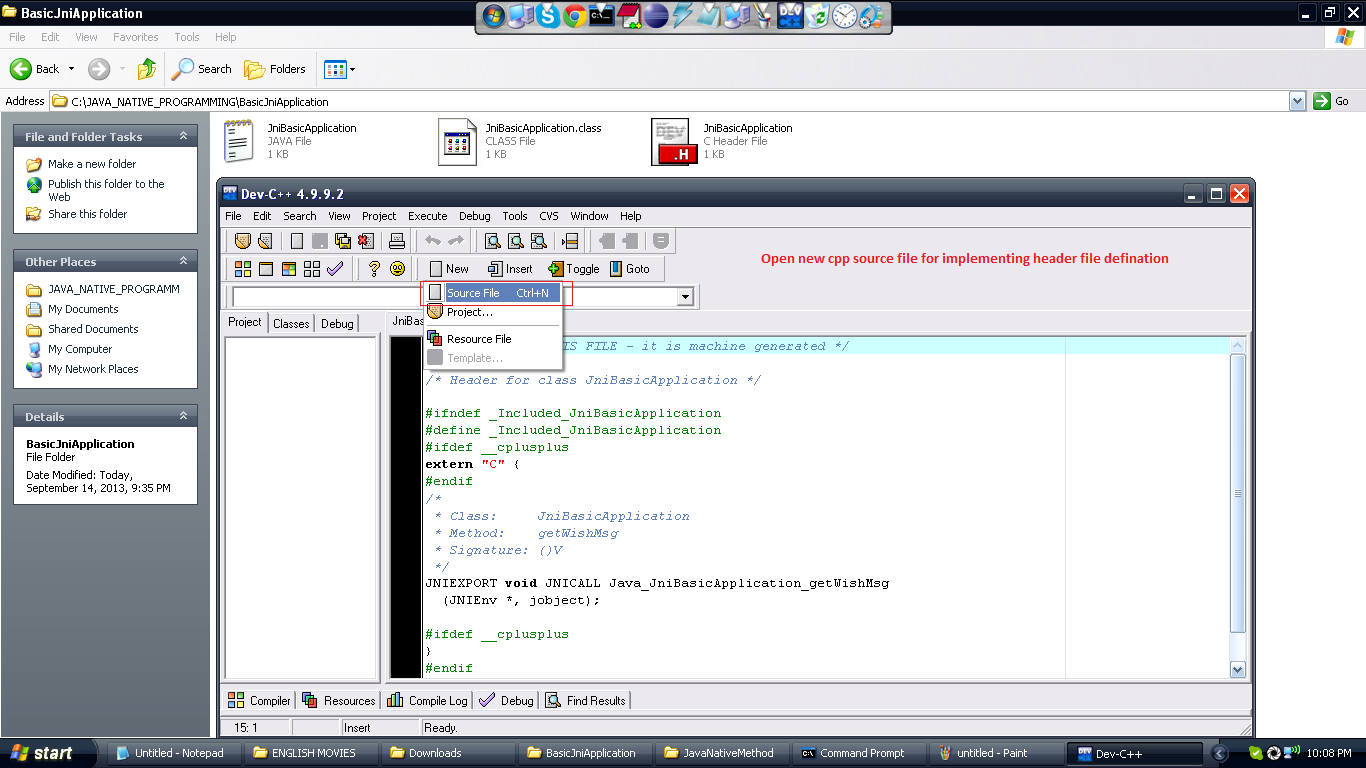 BasicJniApplication
File Edit View Favorites Tools Help
Back Search Folders
Address C:\JAVA_NATIVE_PROGRAMMING\BasicJniApplication Go
File and Folder Tasks
Make a new folder
Publish this folder to the
Web
Share this folder
Other Places
JAVA_NATIVE_PROGRAMM
My Documents
Shared Documents
My Computer
My Network Places
Details
BasicJniApplication
File Folder
Date Modified: Today,
September 14, 2013, 9:35 PM
JniBasicApplication
JAVA File
1 KB
JniBasicApplication.class
CLASS File
1 KB
DEV
.H
JniBasicApplication
C Header File
1 KB
Dev-C++ 4.9.9.2
File Edit Search View Project Execute Debug Tools CVS Window Help
New Insert Toggle Goto
Open new cpp source file for implementing header file defination
Source File Ctrl+N
Project...
Resource File
Template...
Project Classes Debug
JniBas
IS FILE - it is machine generated */
/* Header for class JniBasicApplication */
#ifndef _Included_JniBasicApplication
#define _Included_JniBasicApplication
#ifdef __cplusplus
extern "C" {
#endif
/*
* Class: JniBasicApplication
* Method: getWishMsg
* Signature: ()V
*/
JNIEXPORT void JNICALL Java_JniBasicApplication_getWishMsg
(JNIEnv *, jobject);
#ifdef __cplusplus
}
#endif
Compiler Resources Compile Log Debug Find Results
15: 1 Insert Ready.
start Untitled - Notepad ENGLISH MOVIES Downloads BasicJniApplication JavaNativeMethod Command Prompt untitled - Paint Dev-C++ 10:08 PM